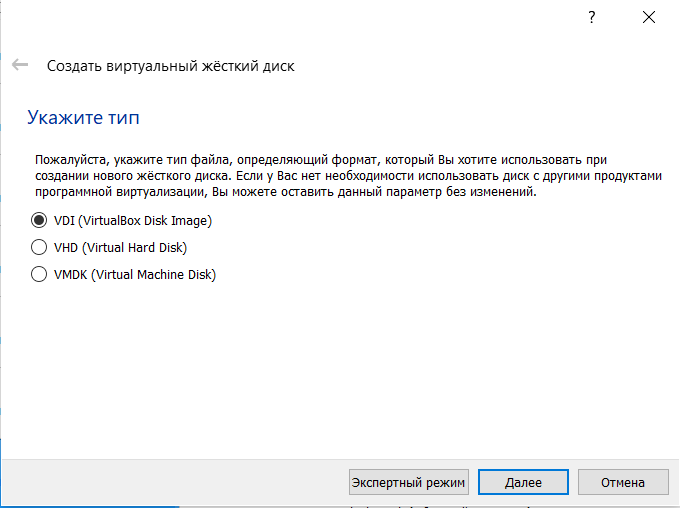 ?
Создать виртуальный жёсткий диск
Укажите тип
Пожалуйста, укажите тип файла, определяющий формат, который Вы хотите использовать при
создании нового жёсткого диска. Если у Вас нет необходимости использовать диск с другими продуктами
программной виртуализации, Вы можете оставить данный параметр без изменений.
VDI (VirtualBox Disk Image)
VHD (Virtual Hard Disk)
VMDK (Virtual Machine Disk)
Экспертный режим Далее Отмена